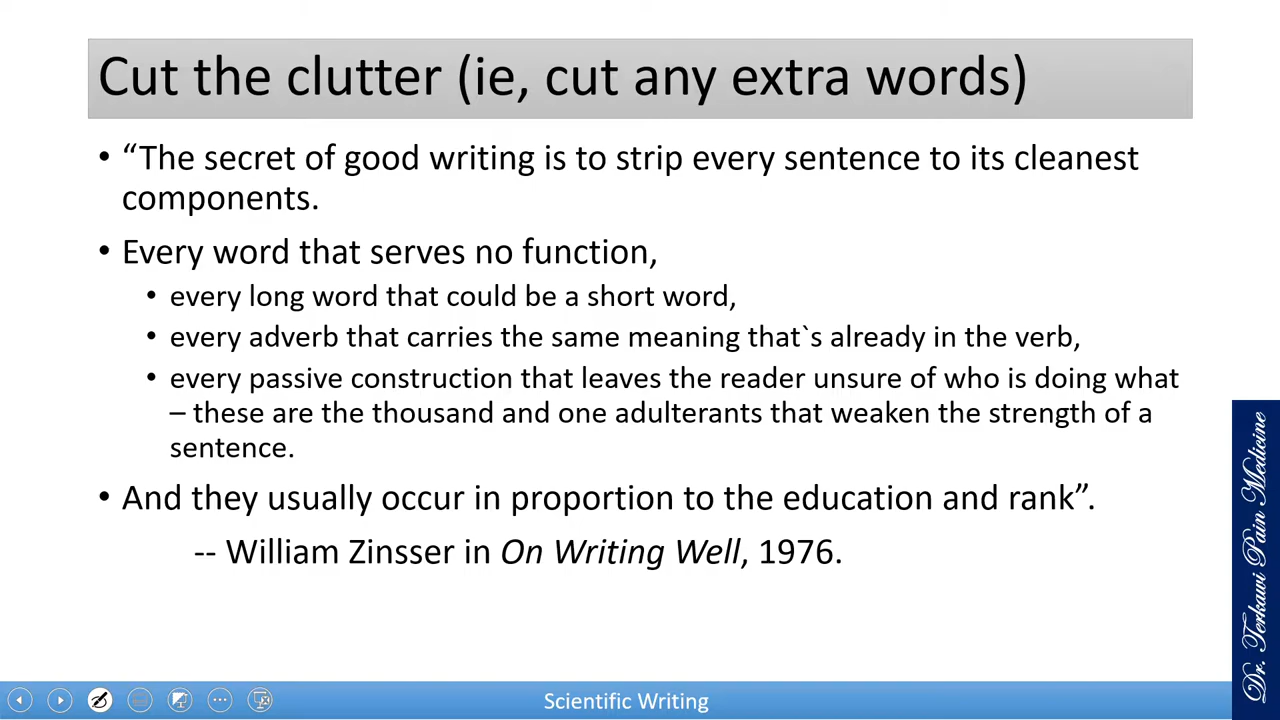 Cut the clutter (ie, cut any extra words)
• “The secret of good writing is to strip every sentence to its cleanest
components.
• Every word that serves no function,
• every long word that could be a short word,
• every adverb that carries the same meaning that`s already in the verb,
• every passive construction that leaves the reader unsure of who is doing what
– these are the thousand and one adulterants that weaken the strength of a
sentence.
• And they usually occur in proportion to the education and rank”.
-- William Zinsser in On Writing Well, 1976.
Dr. Terkawi Pain Medicine
Scientific Writing